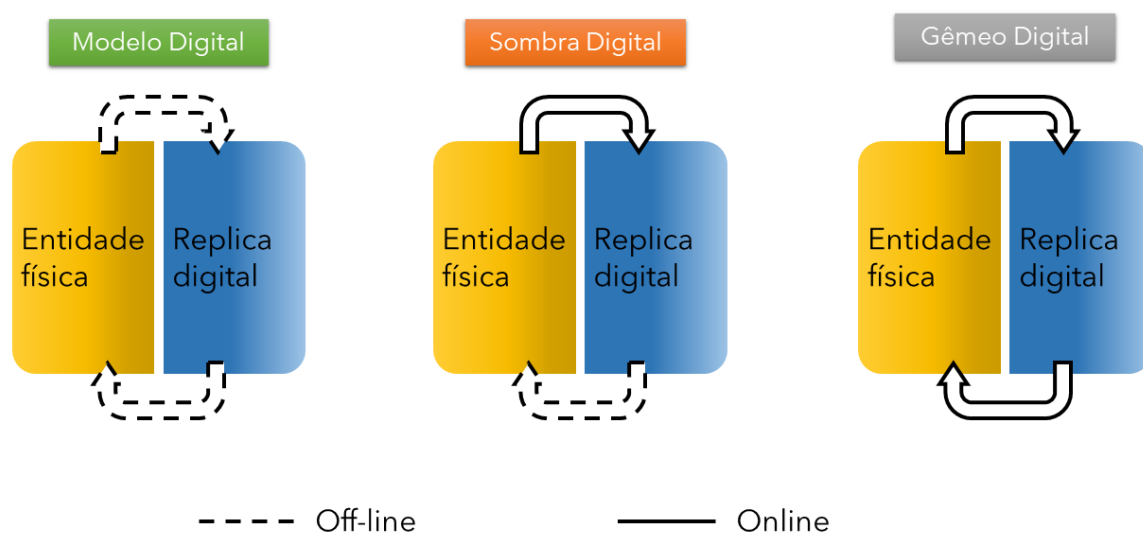 Modelo Digital
Sombra Digital
Gêmeo Digital
Entidade
física
Replica
digital
Entidade
física
Replica
digital
Entidade
física
Replica
digital
Off-line
Online